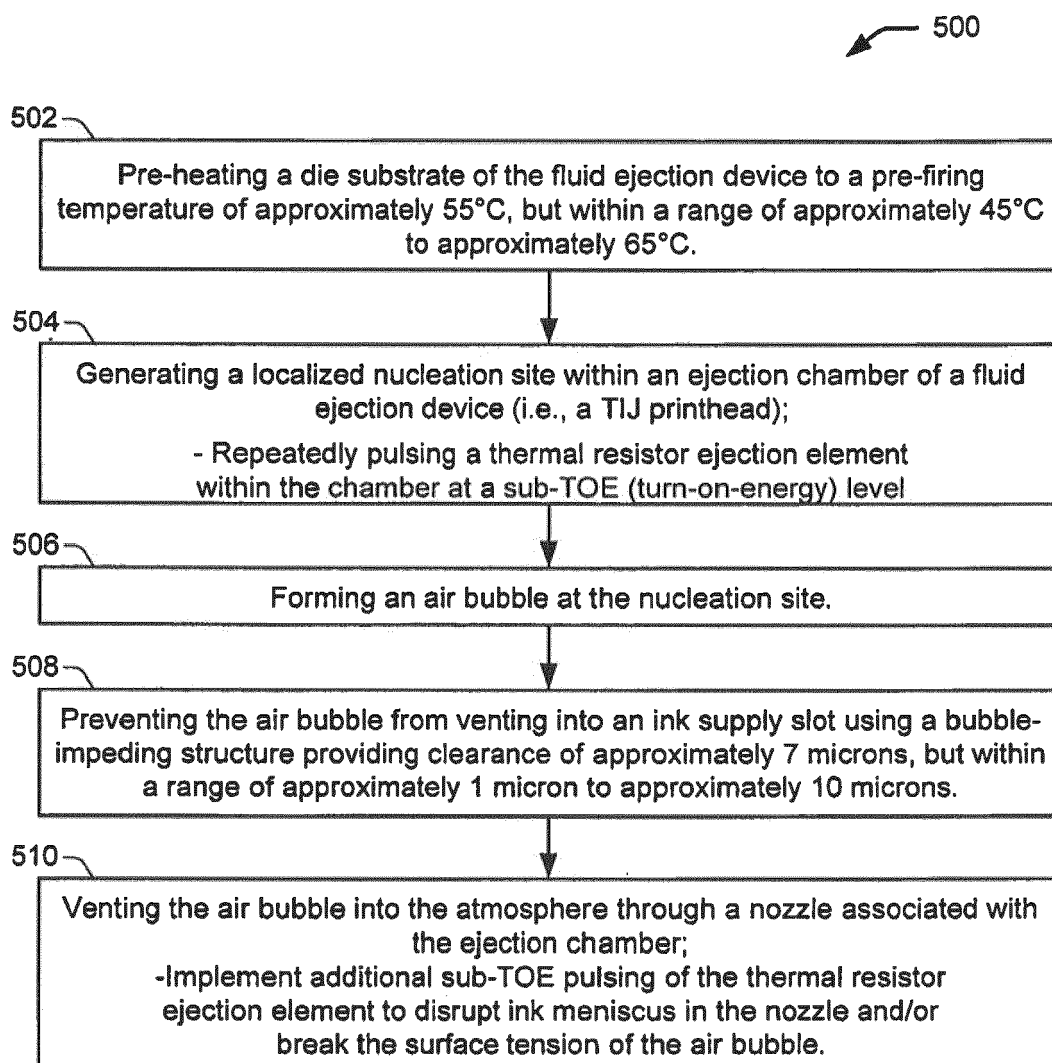 500
502
Pre-heating a die substrate of the fluid ejection device to a pre-firing
temperature of approximately 55°C, but within a range of approximately 45°C
to approximately 65°C.
504
Generating a localized nucleation site within an ejection chamber of a fluid
ejection device (i.e., a TIJ printhead);
- Repeatedly pulsing a thermal resistor ejection element
within the chamber at a sub-TOE (turn-on-energy) level
506
Forming an air bubble at the nucleation site.
508
Preventing the air bubble from venting into an ink supply slot using a bubble-
impeding structure providing clearance of approximately 7 microns, but within
a range of approximately 1 micron to approximately 10 microns.
510
Venting the air bubble into the atmosphere through a nozzle associated with
the ejection chamber;
-Implement additional sub-TOE pulsing of the thermal resistor
ejection element to disrupt ink meniscus in the nozzle and/or
break the surface tension of the air bubble.